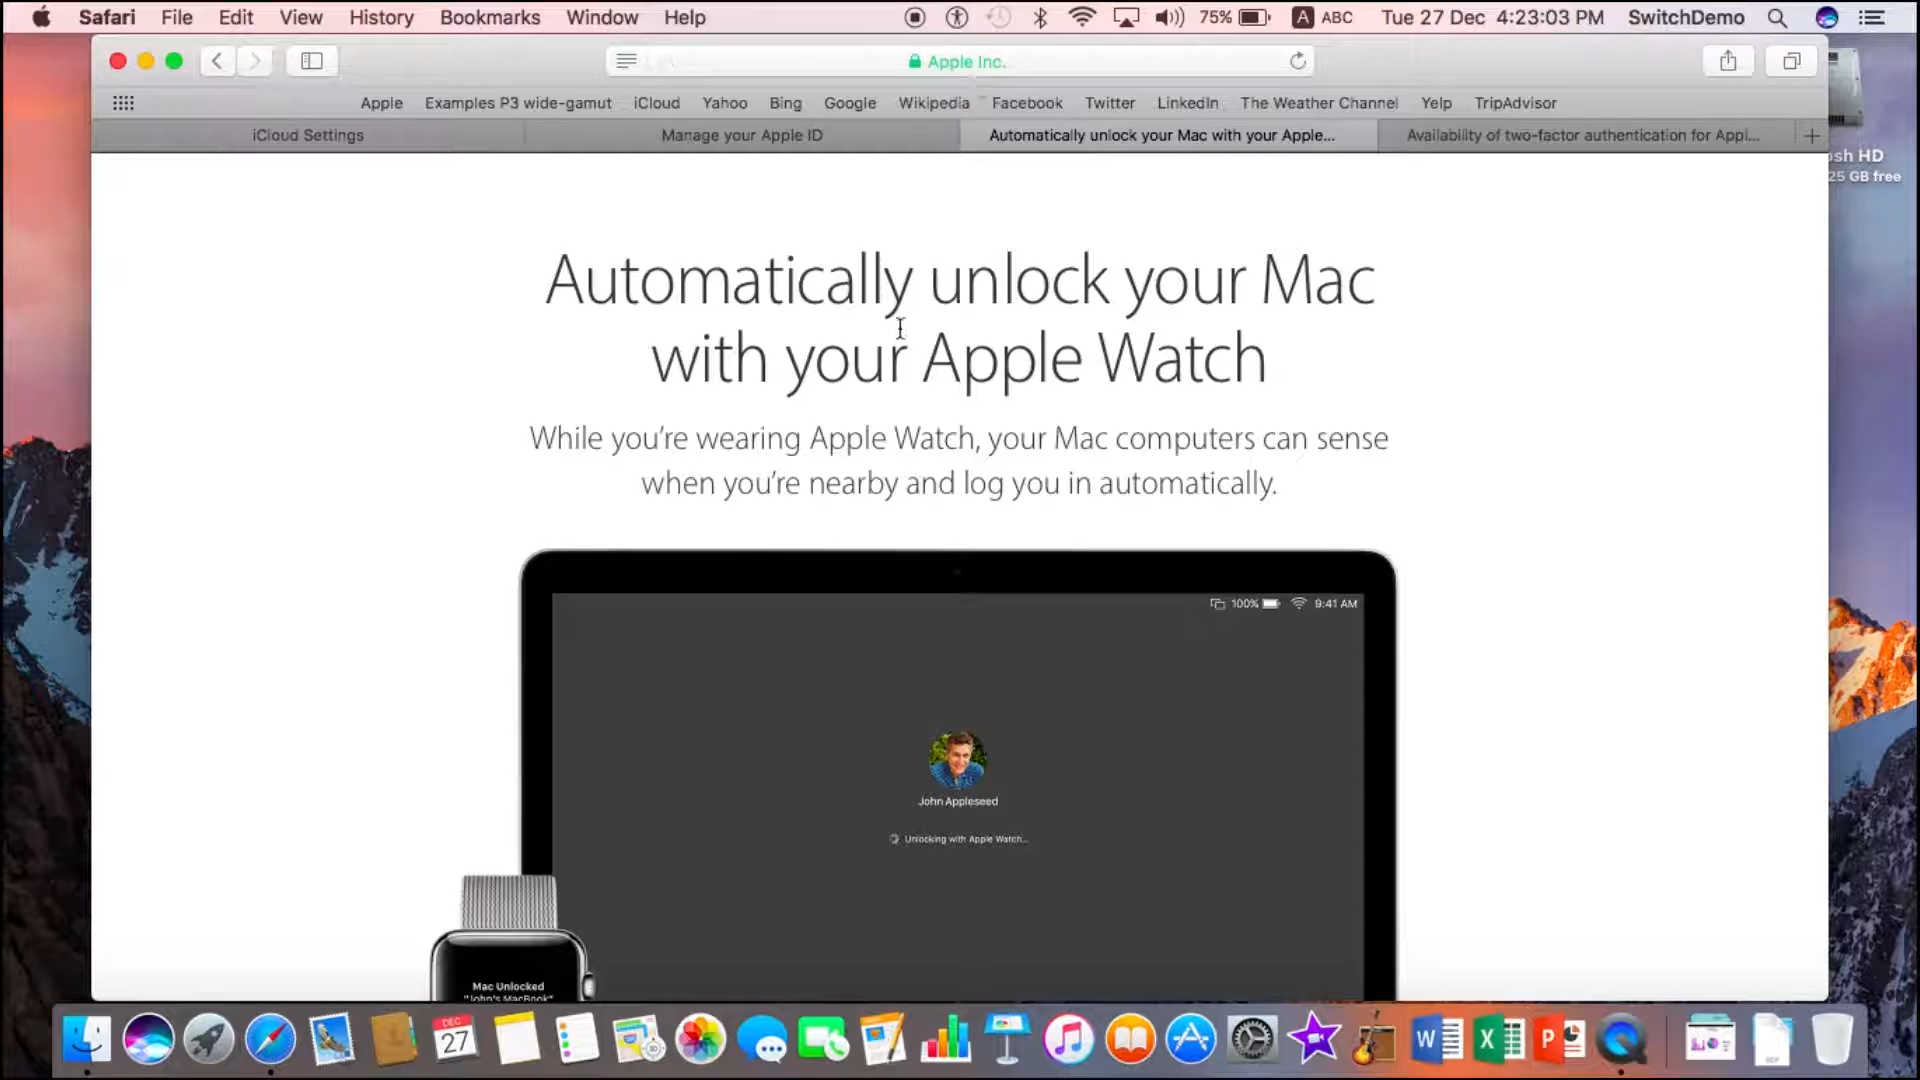 Safari File Edit View History Bookmarks Window Help 75% A ABC Tue 27 Dec 4:23:03 PM SwitchDemo
Apple Inc.
Apple Examples P3 wide-gamut iCloud Yahoo Bing Google Wikipedia Facebook Twitter LinkedIn The Weather Channel Yelp TripAdvisor
iCloud Settings Manage your Apple ID Automatically unlock your Mac with your Apple... Availability of two-factor authentication for Appl... +
osh HD
25 GB free
Automatically unlock your Mac
with your Apple Watch
While you’re wearing Apple Watch, your Mac computers can sense
when you’re nearby and log you in automatically.
100% 9:41 AM
John Appleseed
Unlocking with Apple Watch...
Mac Unlocked
"John's MacBook"
DEC
27
W X P